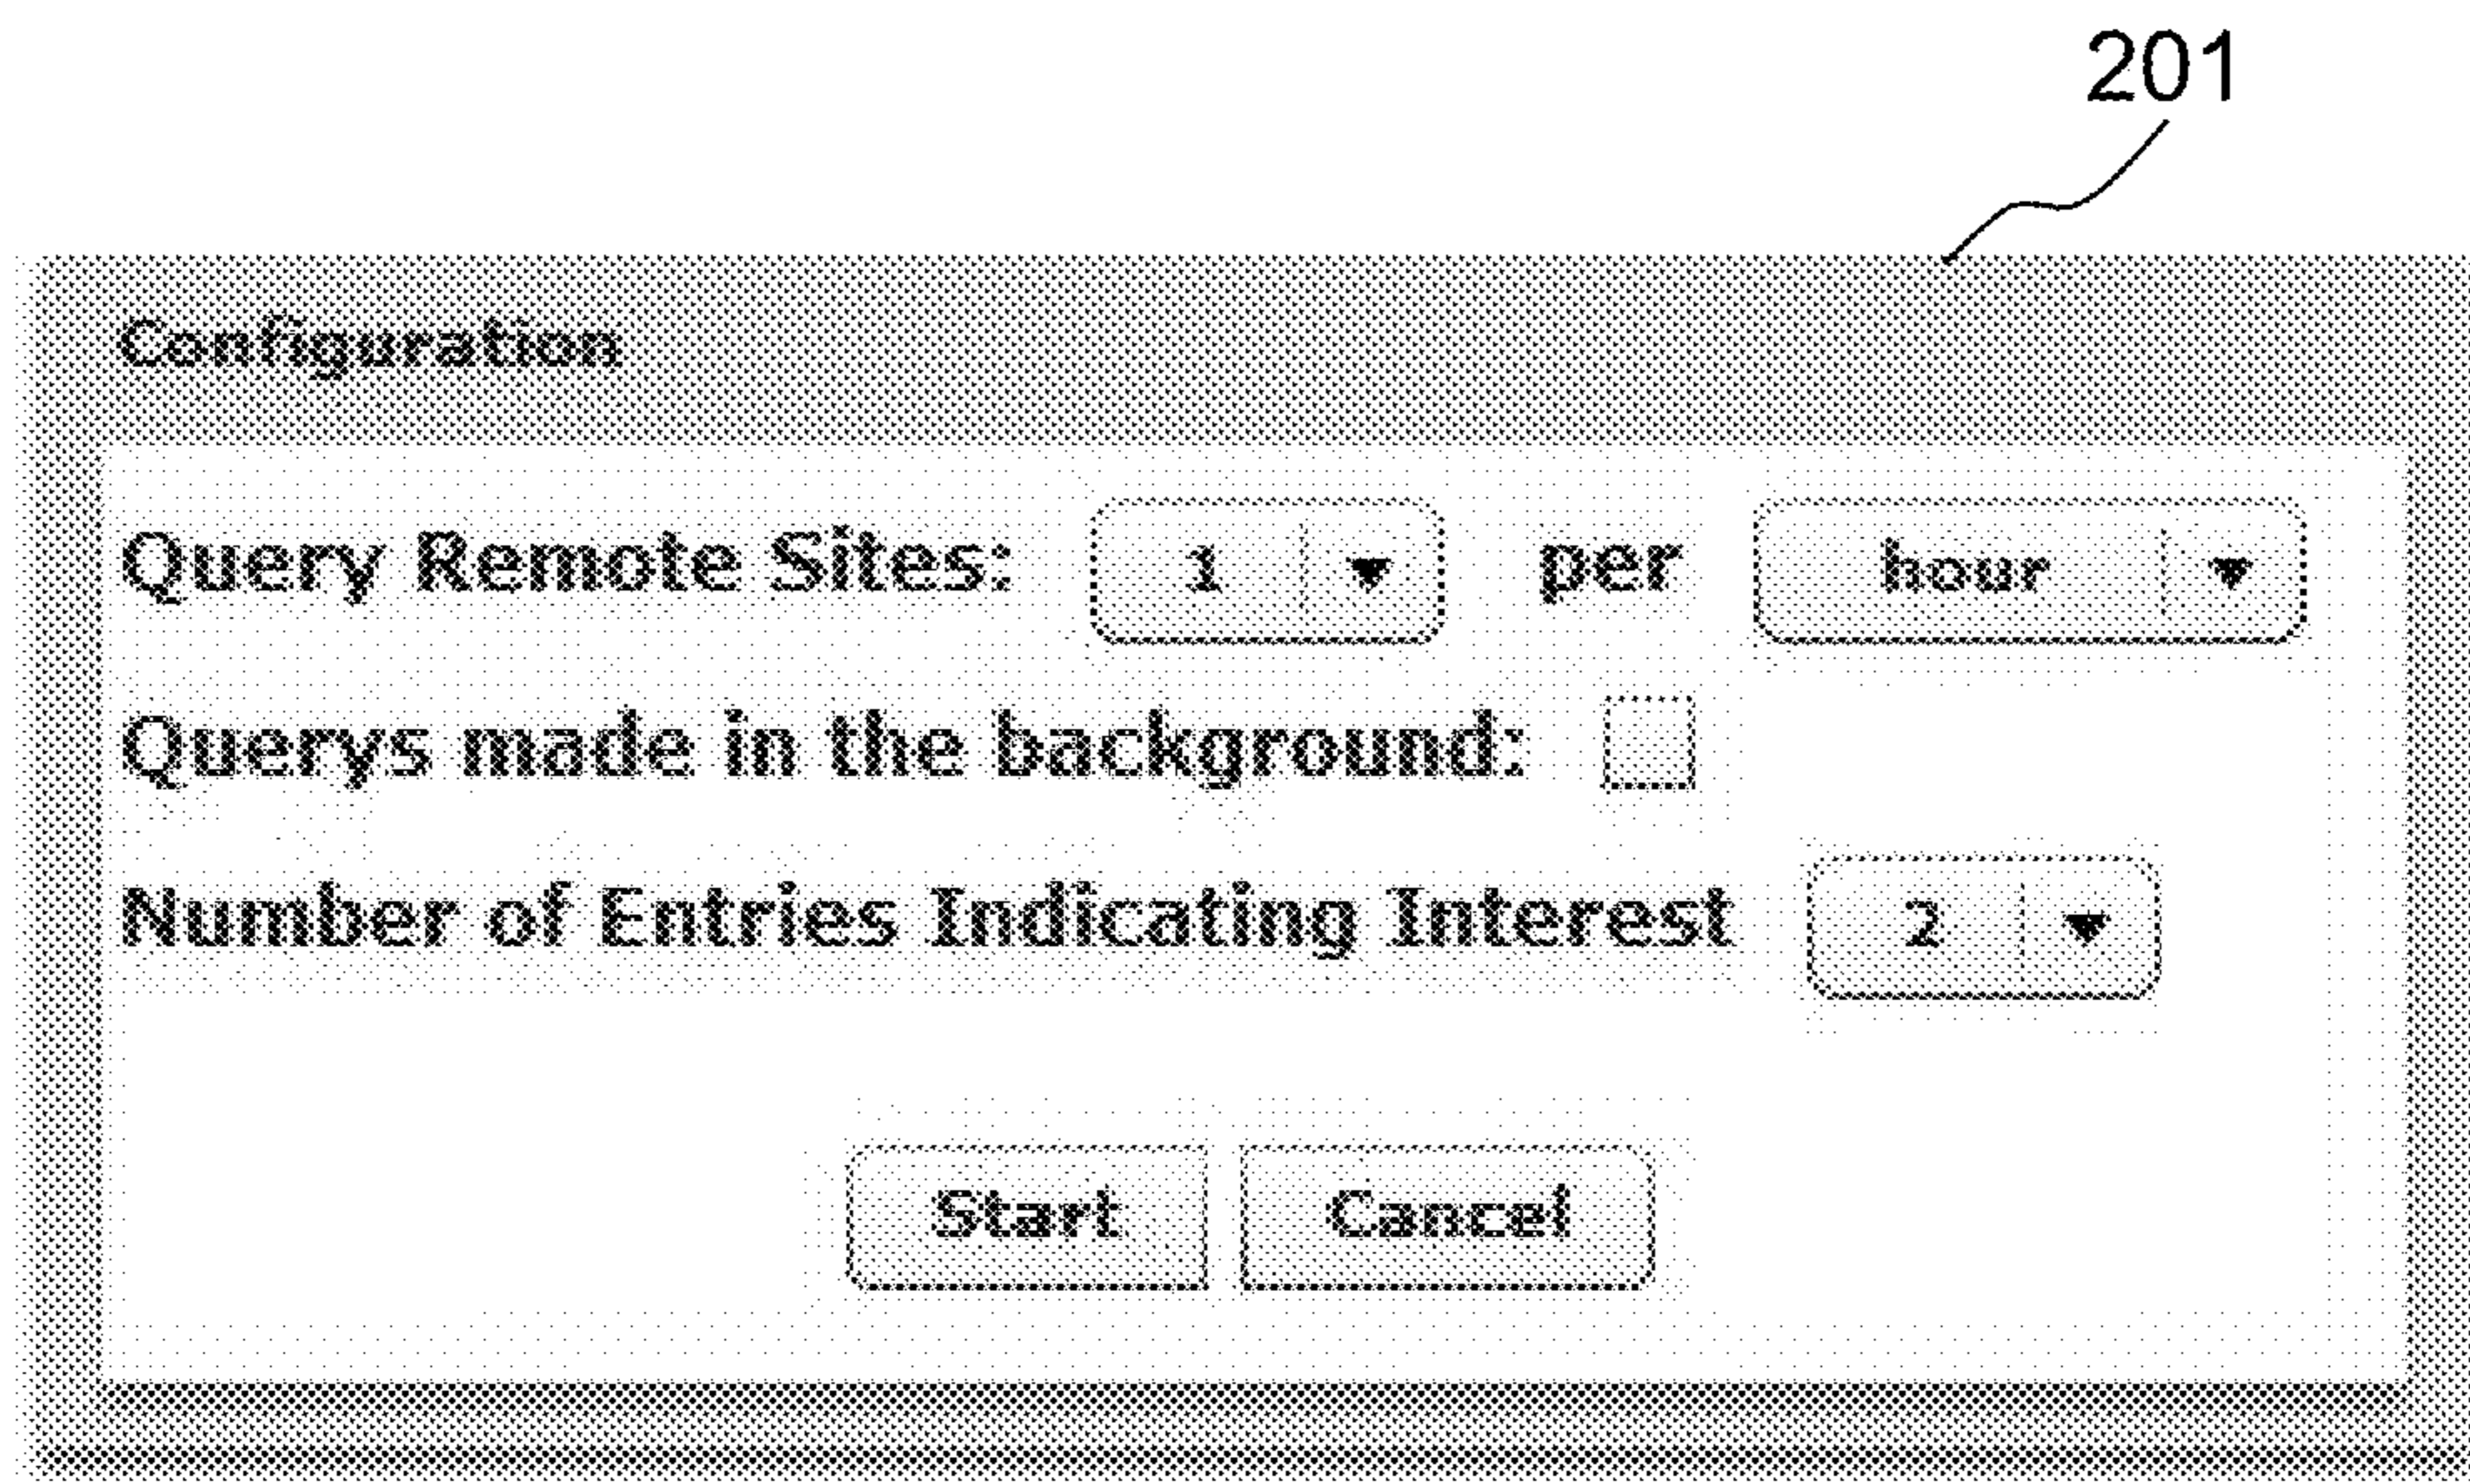 201
Configuration
Query Remote Sites: 1 per hour
Querys made in the background:
Number of Entries Indicating Interest 2
Start Cancel